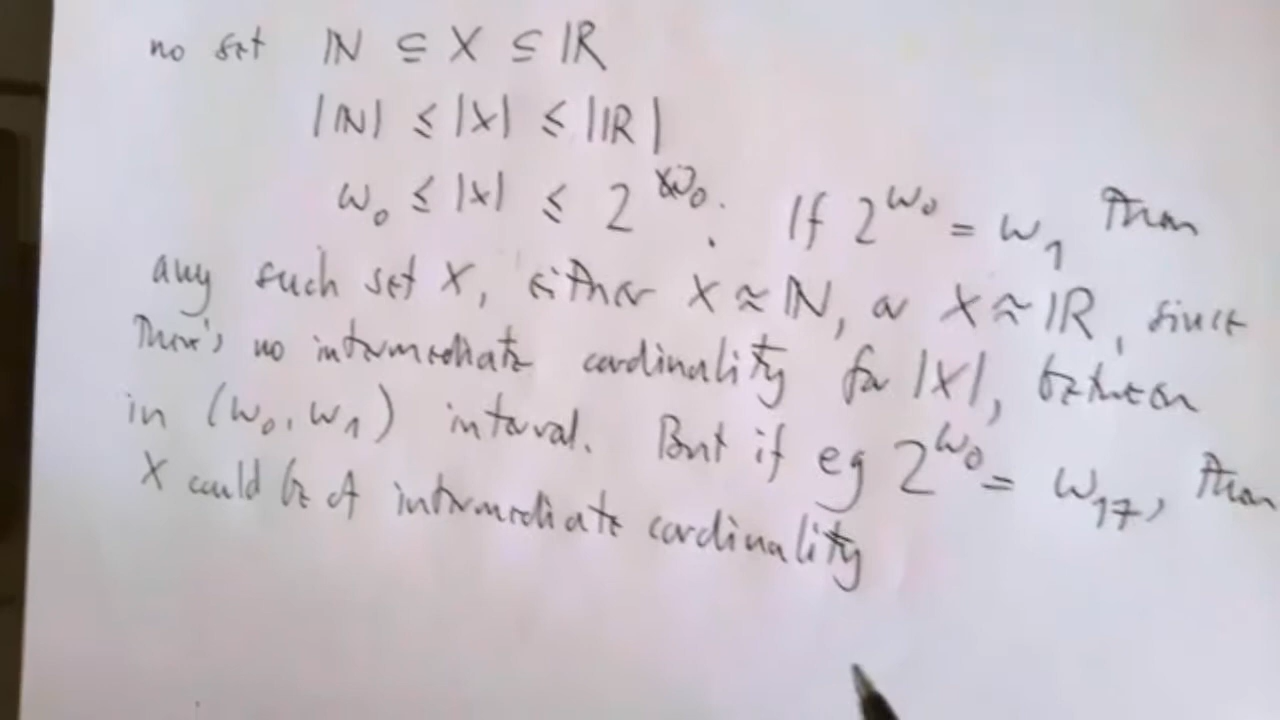 no set ℕ ⊆ X ⊆ ℝ
|ℕ| ≤ |X| ≤ |ℝ|
ω₀ ≤ |X| ≤ 2^ω₀. If 2^ω₀ = ω₁ then
any such set X, either X ≈ ℕ, or X ≈ ℝ, since
There's no intermediate cardinality for |X|, between
in (ω₀, ω₁) interval. But if eg 2^ω₀ = ω₁₇, then
X could be of intermediate cardinality